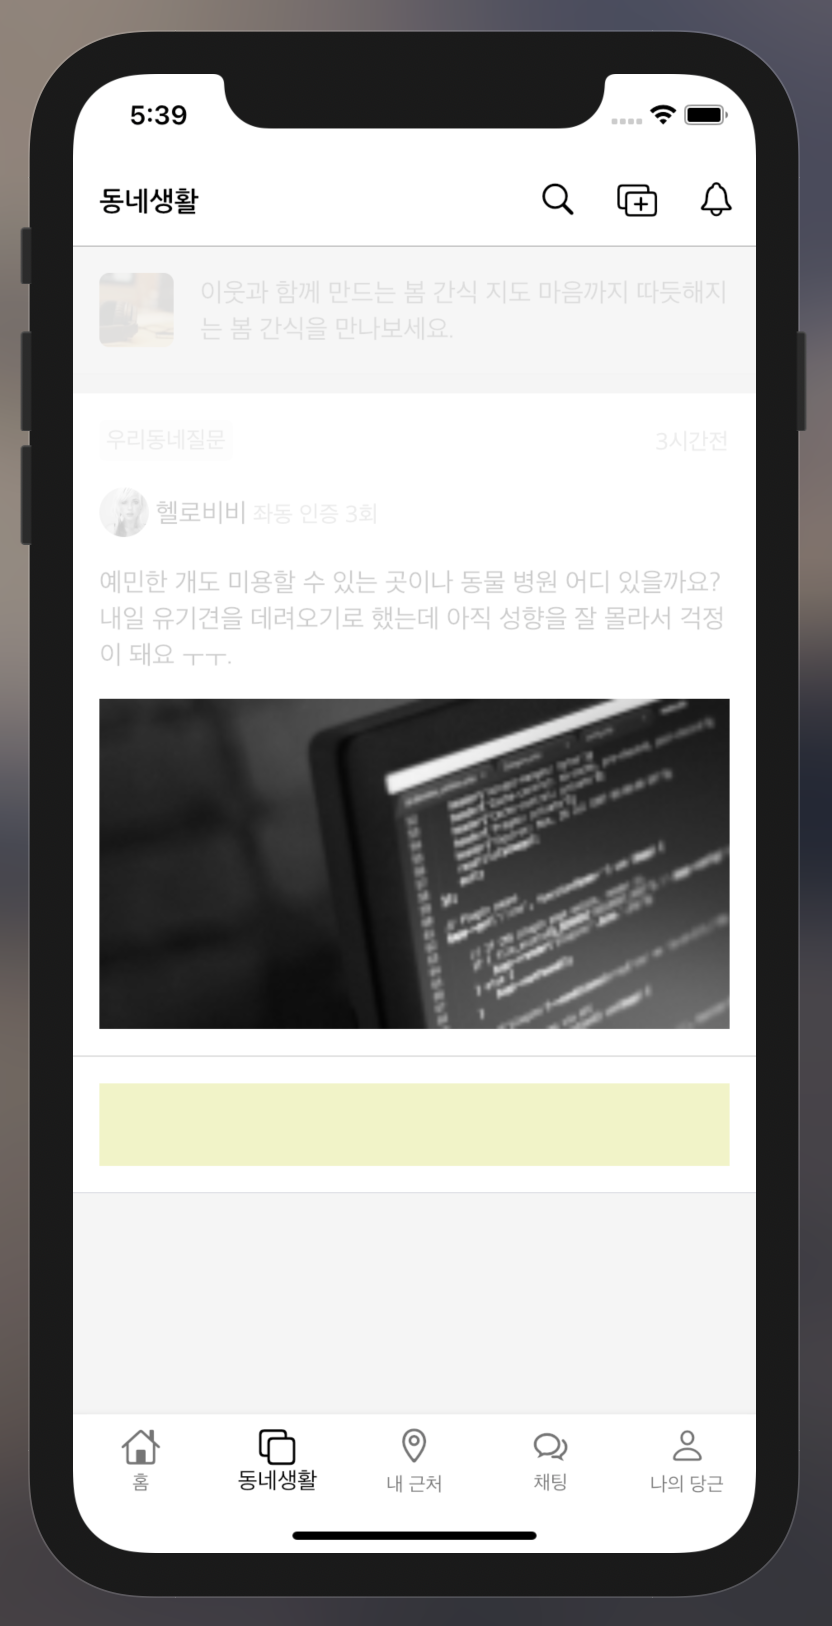 5:39
동네생활
이웃과 함께 만드는 봄 간식 지도 마음까지 따듯해지
는 봄 간식을 만나보세요.
우리동네질문
3시간전
헬로비비 좌동 인증 3회
예민한 개도 미용할 수 있는 곳이나 동물 병원 어디 있을까요?
내일 유기견을 데려오기로 했는데 아직 성향을 잘 몰라서 걱정
이 돼요 ㅜㅜ.
홈
동네생활
내 근처
채팅
나의 당근